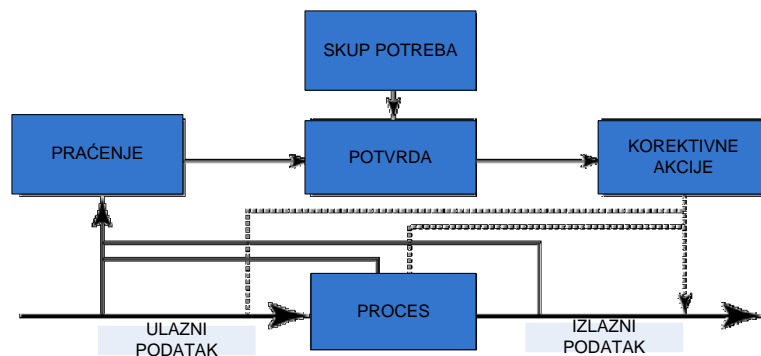 SKUP POTREBA
PRAĆENJE
POTVRDA
KOREKTIVNE
AKCIJE
PROCES
ULAZNI
PODATAK
IZLAZNI
PODATAK